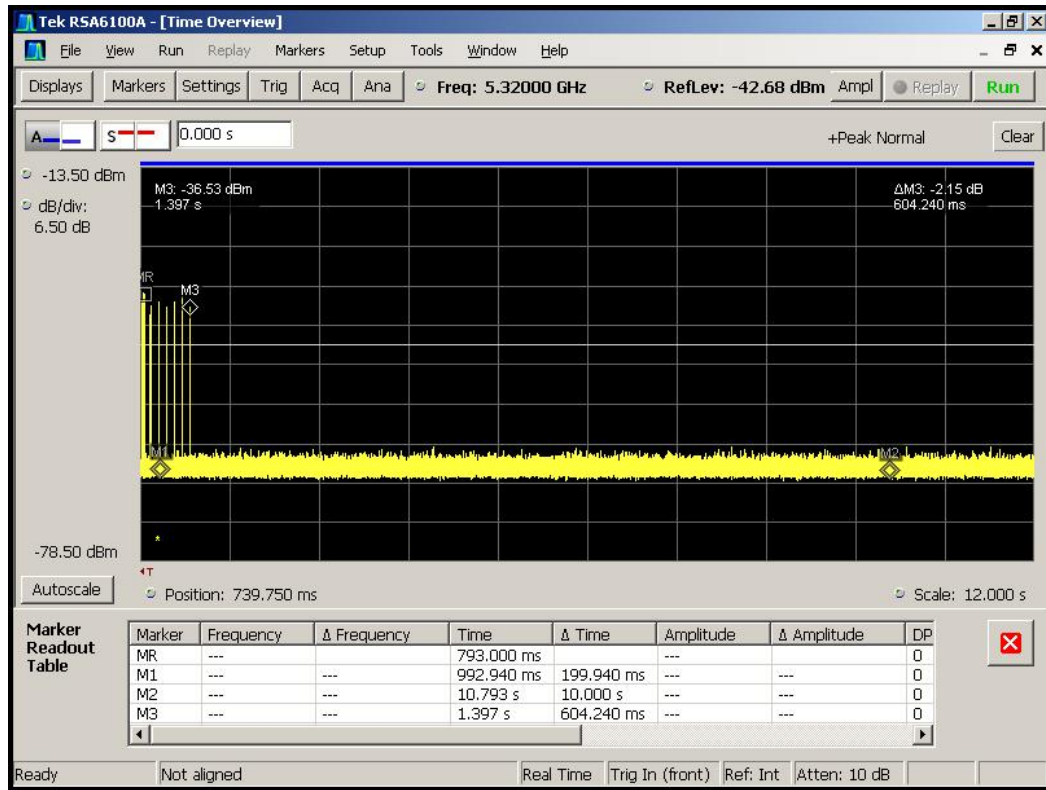 Tek RSA6100A - [Time Overview]
File View Run Replay Markers Setup Tools Window Help
Displays Markers Settings Trig Acq Ana Freq: 5.32000 GHz RefLev: -42.68 dBm Ampl Replay Run
A S 0.000 s +Peak Normal Clear
-13.50 dBm
dB/div:
6.50 dB
M3: -36.53 dBm
1.397 s
ΔM3: -2.15 dB
604.240 ms
MR
M3
M1
M2
-78.50 dBm
T
Autoscale Position: 739.750 ms Scale: 12.000 s
Marker
Readout
Table
Marker Frequency Δ Frequency Time Δ Time Amplitude Δ Amplitude DP
MR --- 793.000 ms --- 0
M1 --- --- 992.940 ms 199.940 ms --- --- 0
M2 --- --- 10.793 s 10.000 s --- --- 0
M3 --- --- 1.397 s 604.240 ms --- --- 0
Ready Not aligned Real Time Trig In (front) Ref: Int Atten: 10 dB